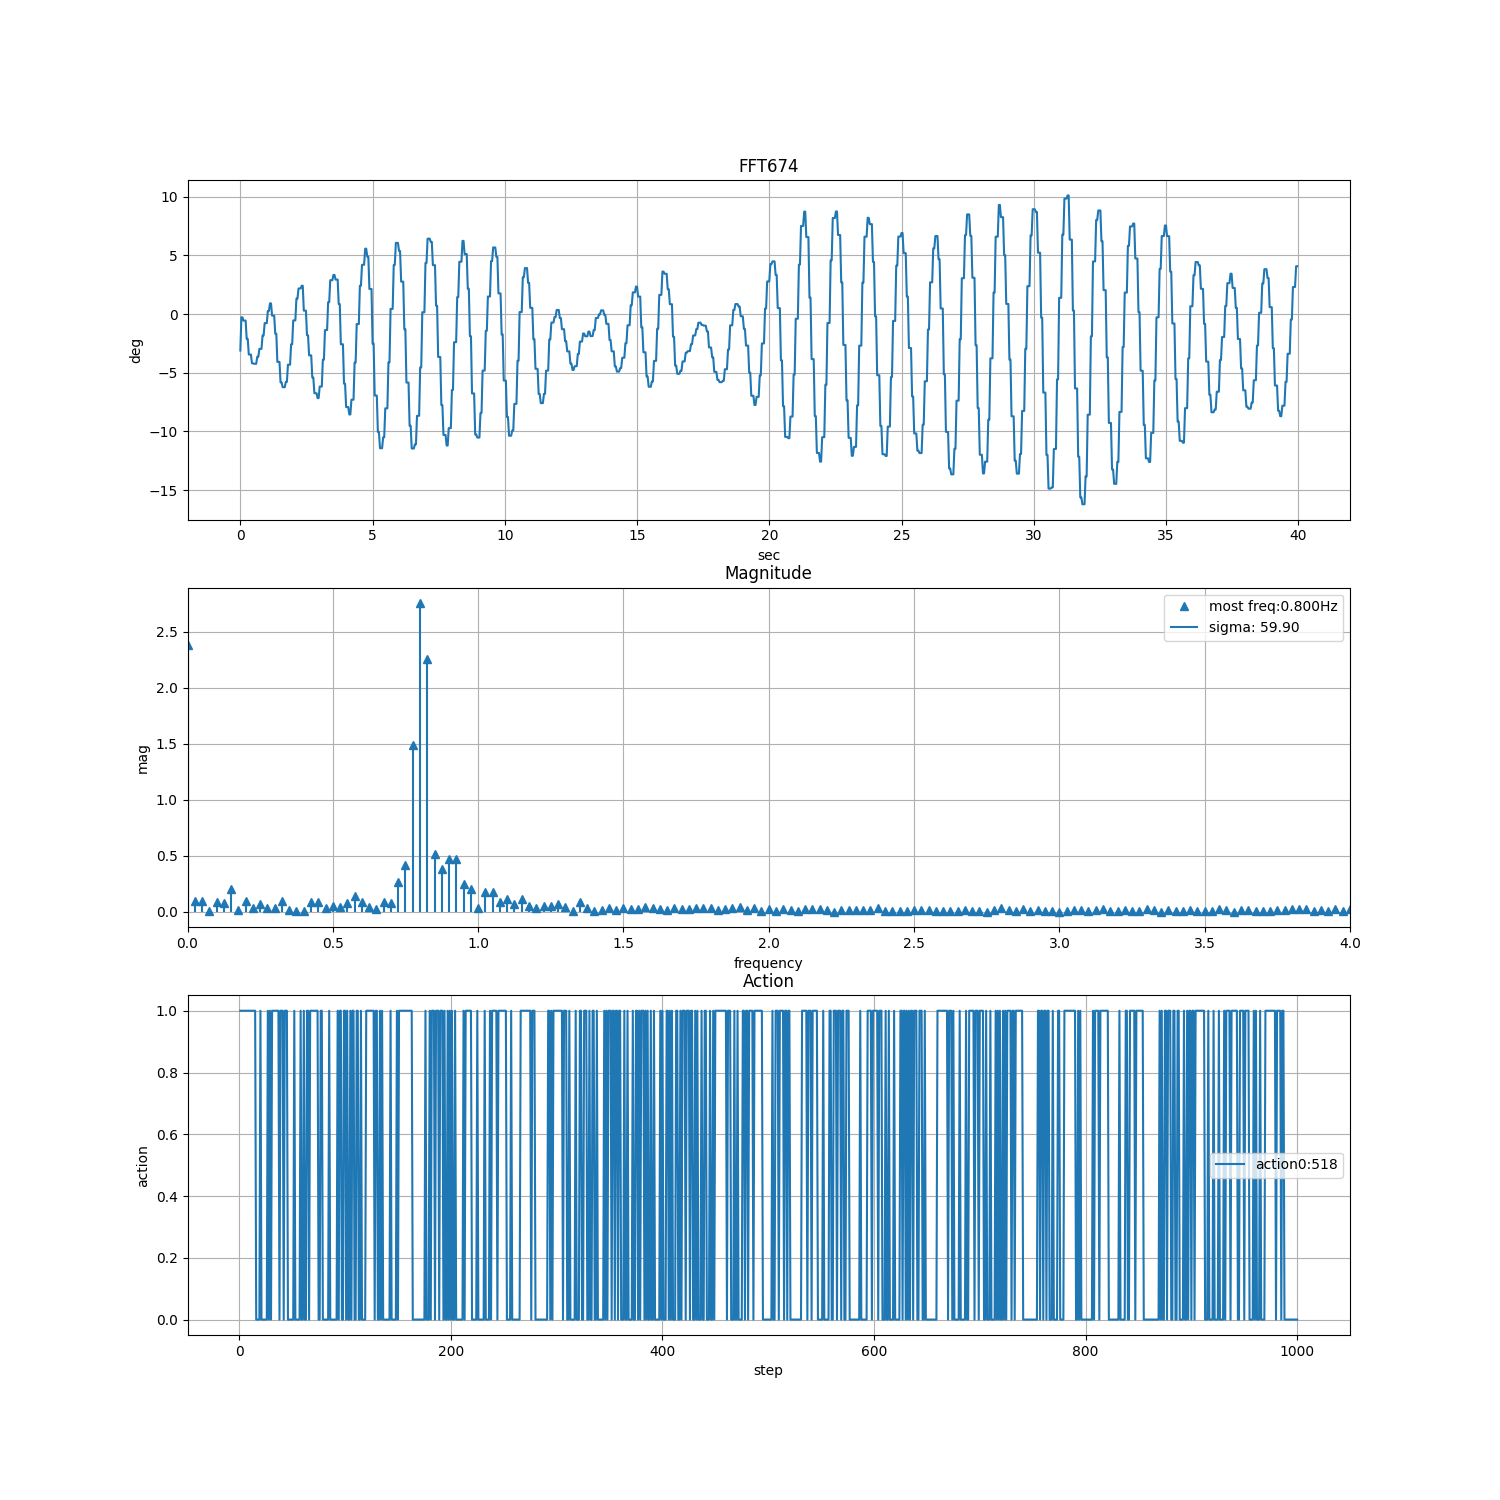 FFT674
10
5
0
−5
−10
−15
deg
0 5 10 15 20 25 30 35 40
sec
Magnitude
most freq:0.800Hz
sigma: 59.90
2.5
2.0
1.5
1.0
0.5
0.0
mag
0.0 0.5 1.0 1.5 2.0 2.5 3.0 3.5 4.0
frequency
Action
1.0
0.8
0.6
0.4
0.2
0.0
action
action0:518
0 200 400 600 800 1000
step